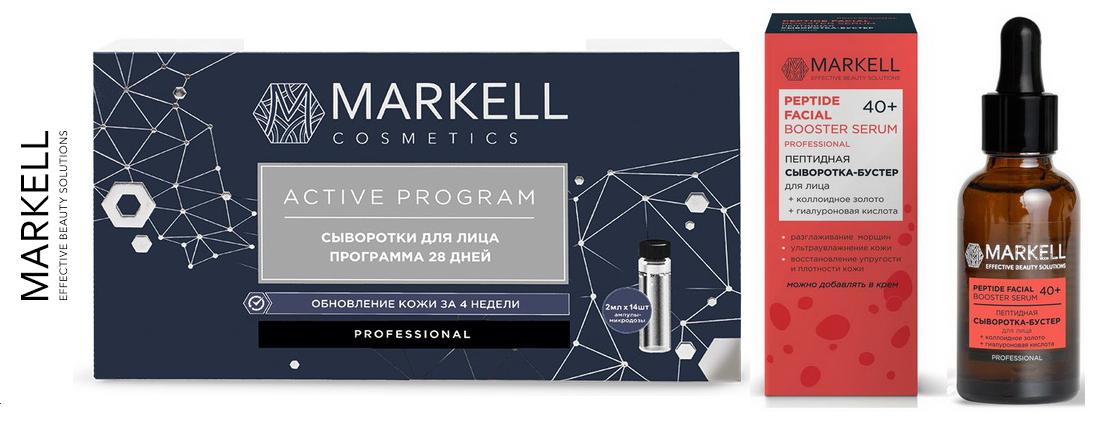 MARKELL
EFFECTIVE BEAUTY SOLUTIONS
MARKELL
COSMETICS
ACTIVE PROGRAM
СЫВОРОТКИ ДЛЯ ЛИЦА
ПРОГРАММА 28 ДНЕЙ
ОБНОВЛЕНИЕ КОЖИ ЗА 4 НЕДЕЛИ
PROFESSIONAL
2мл х 14шт
ампулы-
микродозы
MARKELL
EFFECTIVE BEAUTY SOLUTIONS
PEPTIDE 40+
FACIAL
BOOSTER SERUM
PROFESSIONAL
ПЕПТИДНАЯ
СЫВОРОТКА-БУСТЕР
для лица
+ коллоидное золото
+ гиалуроновая кислота
• разглаживание морщин
• ультраувлажнение кожи
• восстановление упругости
и плотности кожи
можно добавлять в крем
MARKELL
EFFECTIVE BEAUTY SOLUTIONS
PEPTIDE FACIAL 40+
BOOSTER SERUM
ПЕПТИДНАЯ
СЫВОРОТКА-БУСТЕР
для лица
+ коллоидное золото
+ гиалуроновая кислота
PROFESSIONAL